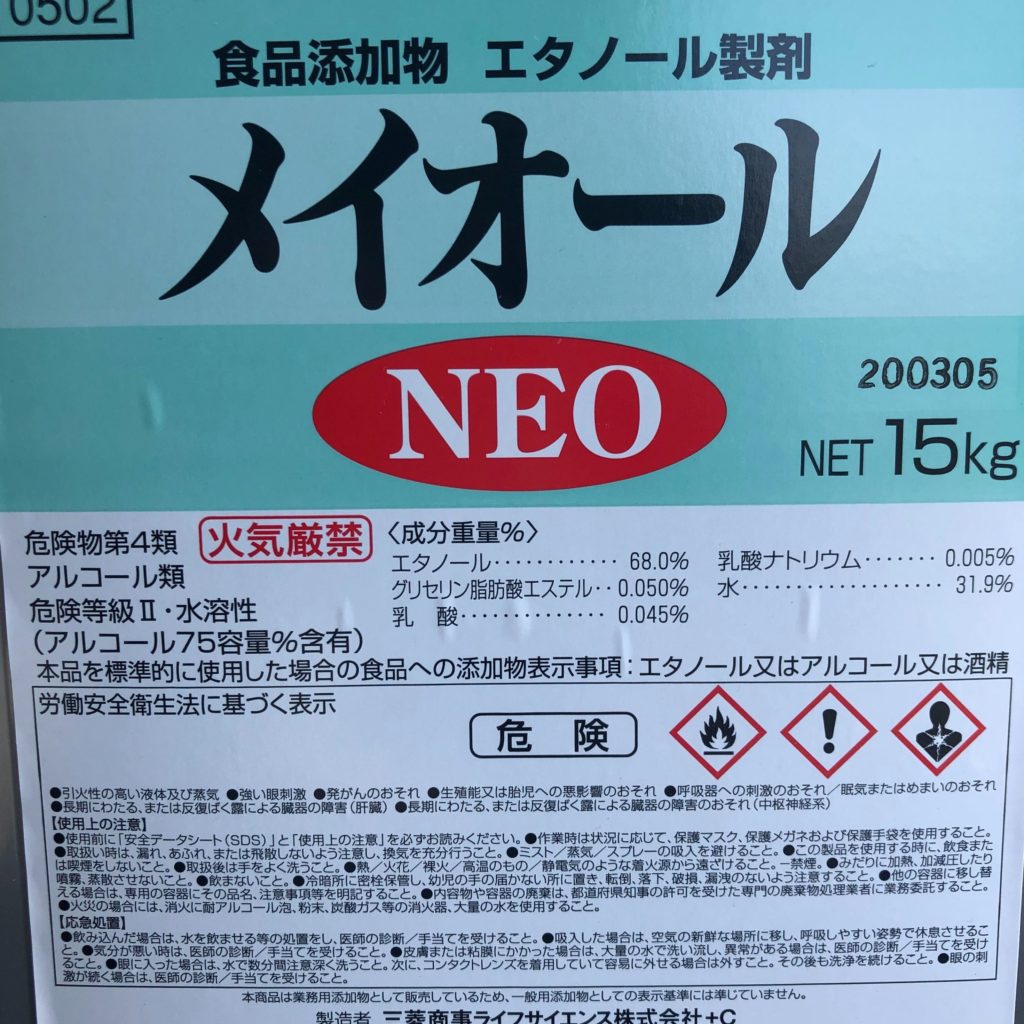 0502
食品添加物 エタノール製剤
メイオール
NEO
200305
NET 15kg
危険物第4類 火気厳禁
アルコール類
危険等級Ⅱ・水溶性
(アルコール75容量%含有)
〈成分重量%〉
エタノール············68.0%
グリセリン脂肪酸エステル··0.050%
乳　酸··············0.045%
乳酸ナトリウム·······0.005%
水····················31.9%
本品を標準的に使用した場合の食品への添加物表示事項：エタノール又はアルコール又は酒精
労働安全衛生法に基づく表示
危　険
●引火性の高い液体及び蒸気 ●強い眼刺激 ●発がんのおそれ ●生殖能又は胎児への悪影響のおそれ ●呼吸器への刺激のおそれ／眠気またはめまいのおそれ
●長期にわたる、または反復ばく露による臓器の障害(肝臓) ●長期にわたる、または反復ばく露による臓器の障害のおそれ(中枢神経系)
【使用上の注意】
●使用前に「安全データシート(SDS)」と「使用上の注意」を必ずお読みください。●作業時は状況に応じて、保護マスク、保護メガネおよび保護手袋を使用すること。
●取扱い時は、漏れ、あふれ、または飛散しないよう注意し、換気を充分行うこと。●ミスト／蒸気／スプレーの吸入を避けること。●この製品を使用する時に、飲食また
は喫煙をしないこと。●取扱後は手をよく洗うこと。●熱／火花／裸火／高温のもの／静電気のような着火源から遠ざけること。－禁煙。●みだりに加熱、加減圧したり
噴霧、蒸散させないこと。●飲まないこと。●冷暗所に密栓保管し、幼児の手の届かない所に置き、転倒、落下、破損、漏洩のないよう注意すること。●他の容器に移し替
える場合は、専用の容器にその品名、注意事項等を明記すること。●内容物や容器の廃棄は、都道府県知事の許可を受けた専門の廃棄物処理業者に業務委託すること。
●火災の場合には、消火に耐アルコール泡、粉末、炭酸ガス等の消火器、大量の水を使用すること。
【応急処置】
●飲み込んだ場合は、水を飲ませる等の処置をし、医師の診断／手当てを受けること。●吸入した場合は、空気の新鮮な場所に移し、呼吸しやすい姿勢で休息させるこ
と。●気分が悪い時は、医師の診断／手当てを受けること。●皮膚または粘膜にかかった場合は、大量の水で洗い流し、異常がある場合は、医師の診断／手当てを受け
ること。●眼に入った場合は、水で数分間注意深く洗うこと。次に、コンタクトレンズを着用していて容易に外せる場合は外すこと。その後も洗浄を続けること。●眼の刺
激が続く場合は、医師の診断／手当てを受けること。
本商品は業務用添加物として販売しているため、一般用添加物としての表示基準には準じていません。
製造者 三菱商事ライフサイエンス株式会社+C